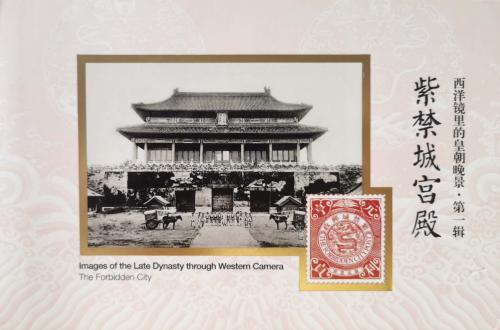 西洋镜里的皇朝晚景·第一辑
紫禁城宫殿
Images of the Late Dynasty through Western Camera
The Forbidden City